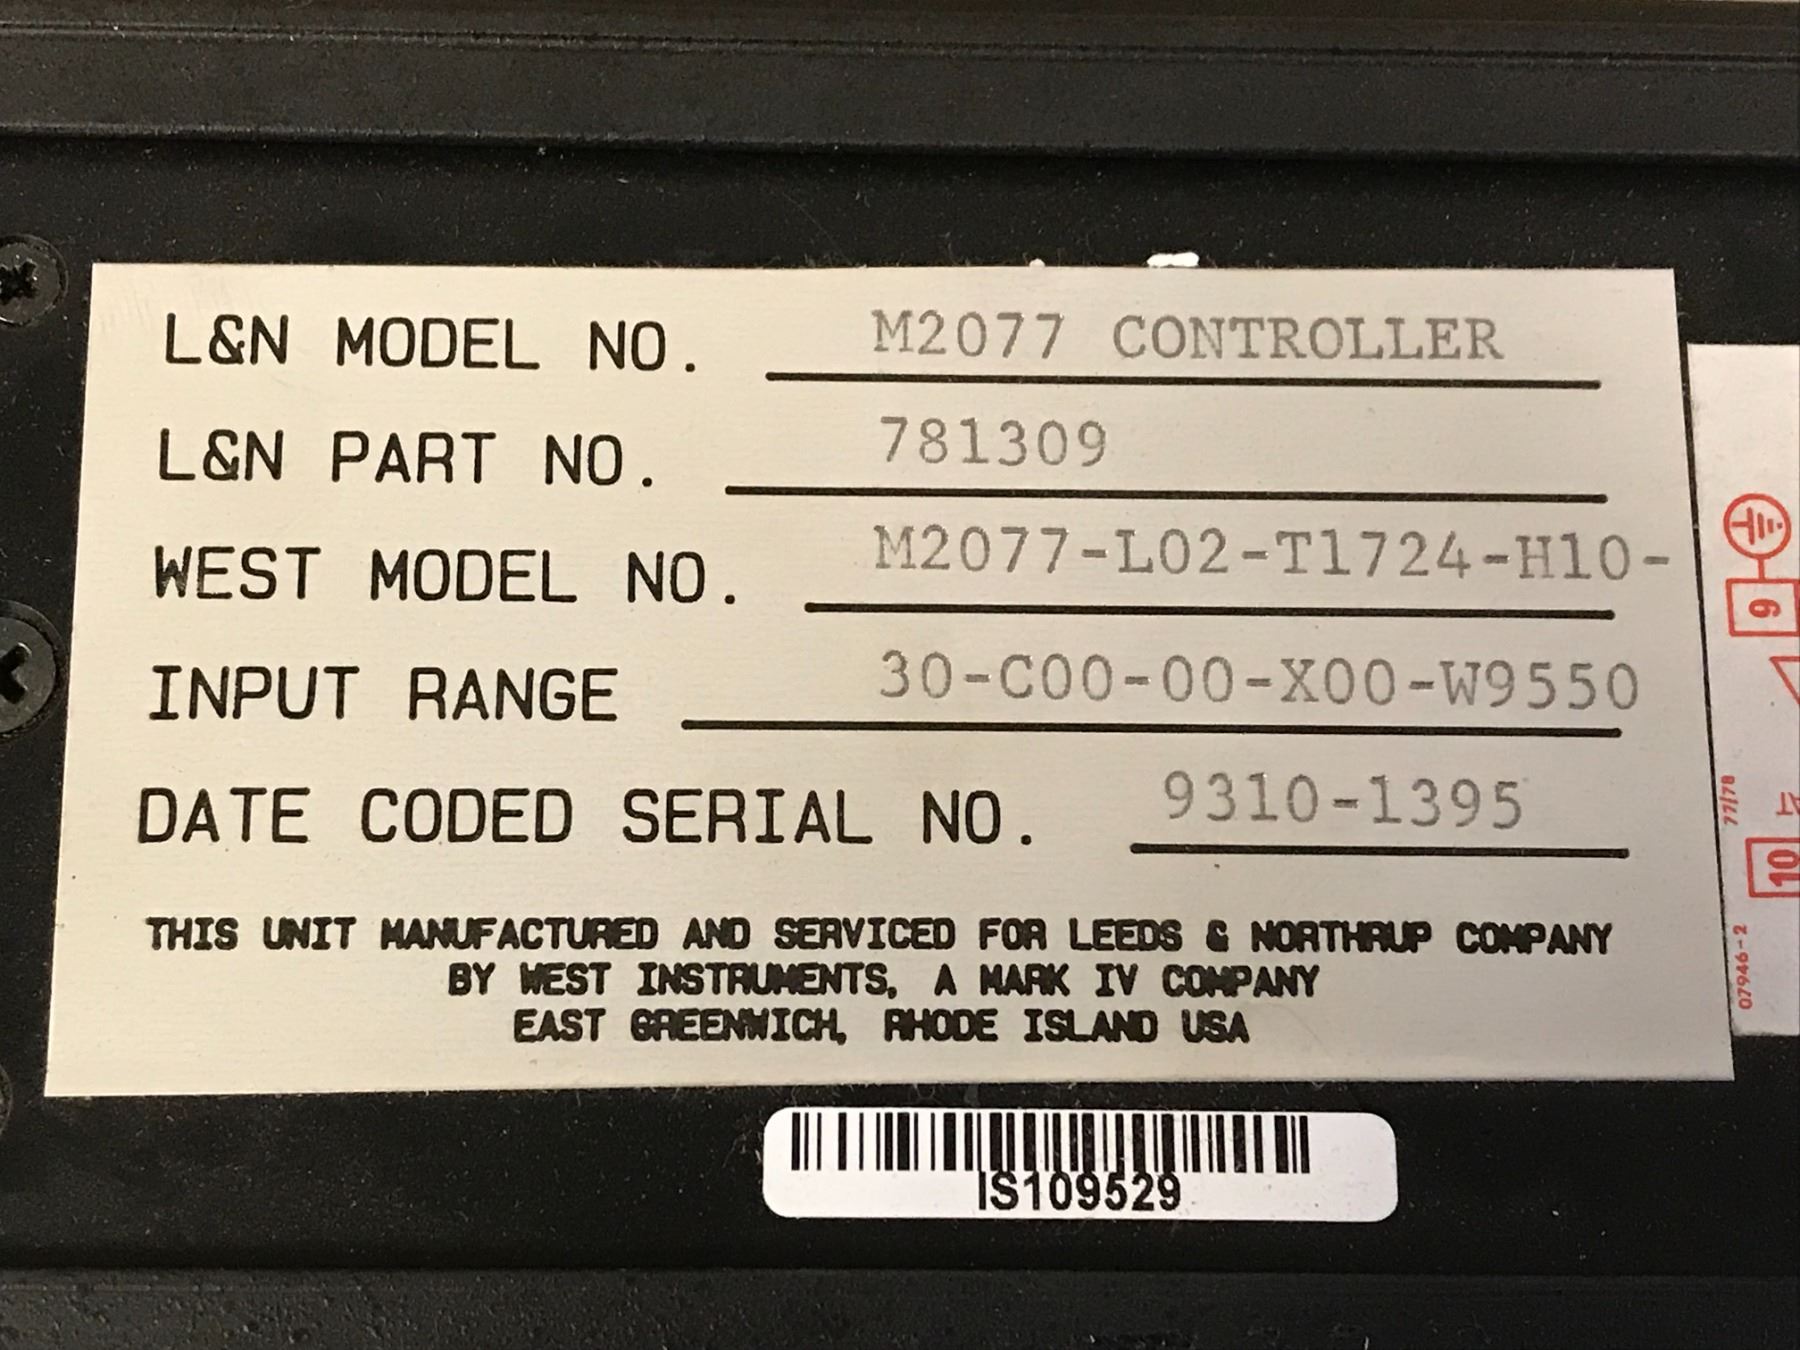 L&N MODEL NO. M2077 CONTROLLER
L&N PART NO. 781309
WEST MODEL NO. M2077-L02-T1724-H10-
INPUT RANGE 30-C00-00-X00-W9550
DATE CODED SERIAL NO. 9310-1395
THIS UNIT MANUFACTURED AND SERVICED FOR LEEDS & NORTHRUP COMPANY
BY WEST INSTRUMENTS, A MARK IV COMPANY
EAST GREENWICH, RHODE ISLAND USA
IS109529
9
10
77/78
07946-2